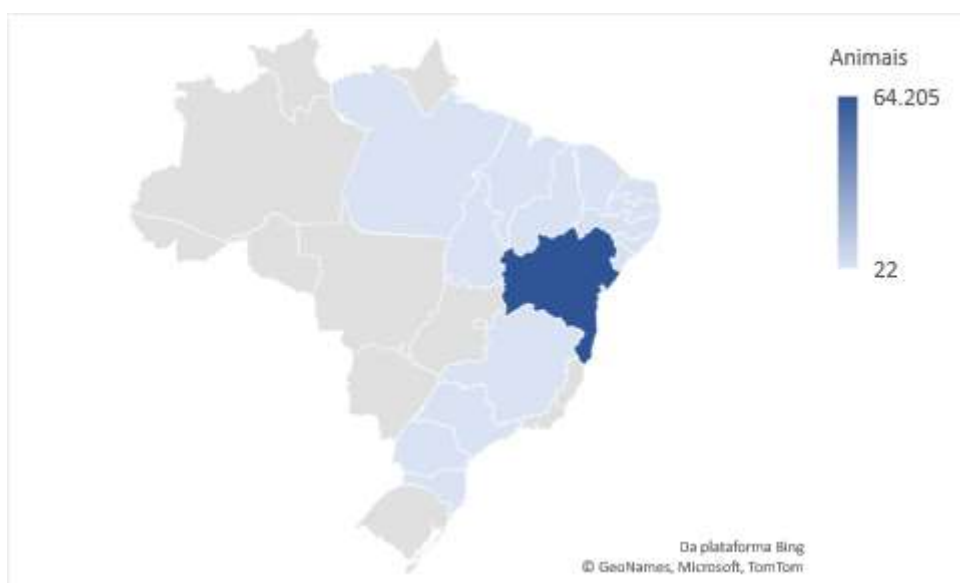 Animais
64.205
22
Da plataforma Bing
© GeoNames, Microsoft, TomTom